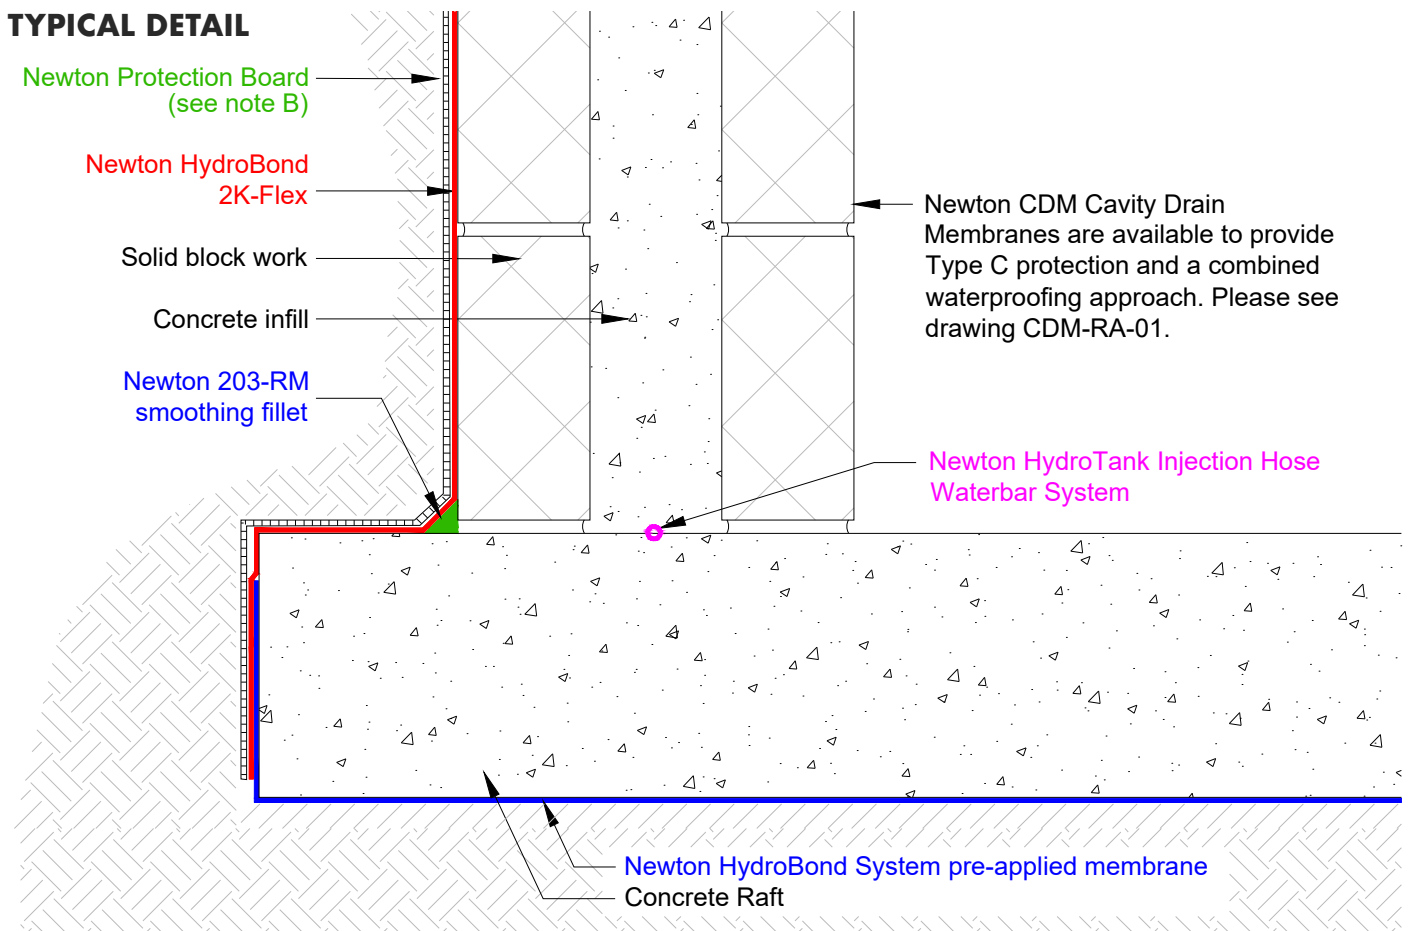 TYPICAL DETAIL
Newton Protection Board
(see note B)
Newton HydroBond
2K-Flex
Solid block work
Concrete infill
Newton 203-RM
smoothing fillet
Newton CDM Cavity Drain
Membranes are available to provide
Type C protection and a combined
waterproofing approach. Please see
drawing CDM-RA-01.
Newton HydroTank Injection Hose
Waterbar System
Newton HydroBond System pre-applied membrane
Concrete Raft